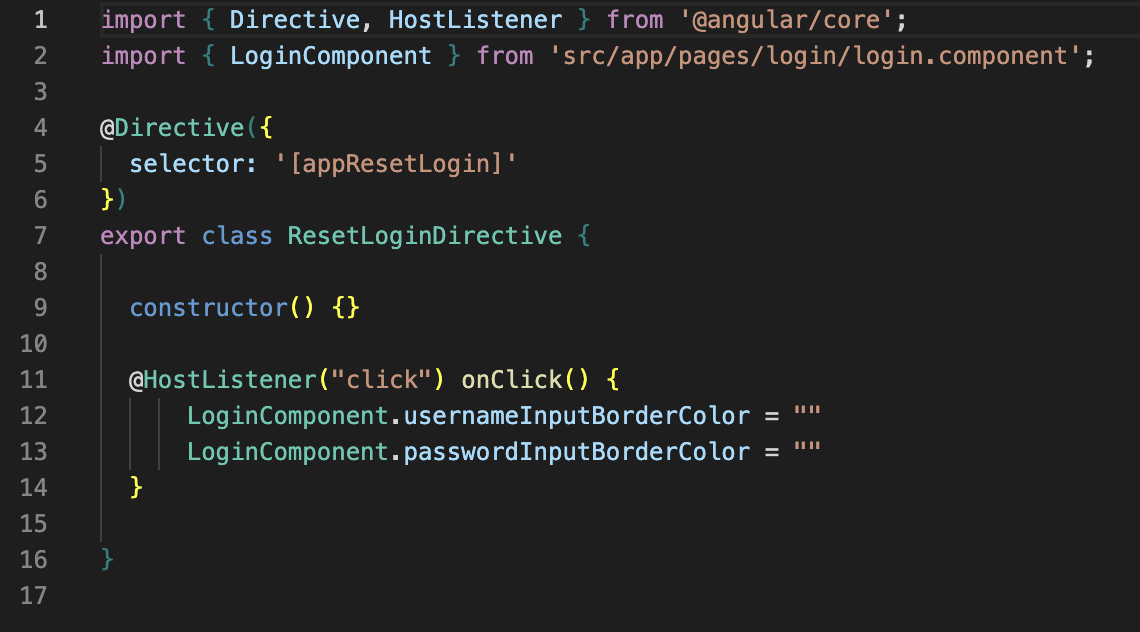 1 import { Directive, HostListener } from '@angular/core';
2 import { LoginComponent } from 'src/app/pages/login/login.component';
3
4 @Directive({
5 selector: '[appResetLogin]'
6 })
7 export class ResetLoginDirective {
8
9 constructor() {}
10
11 @HostListener("click") onClick() {
12 LoginComponent.usernameInputBorderColor = ""
13 LoginComponent.passwordInputBorderColor = ""
14 }
15
16 }
17